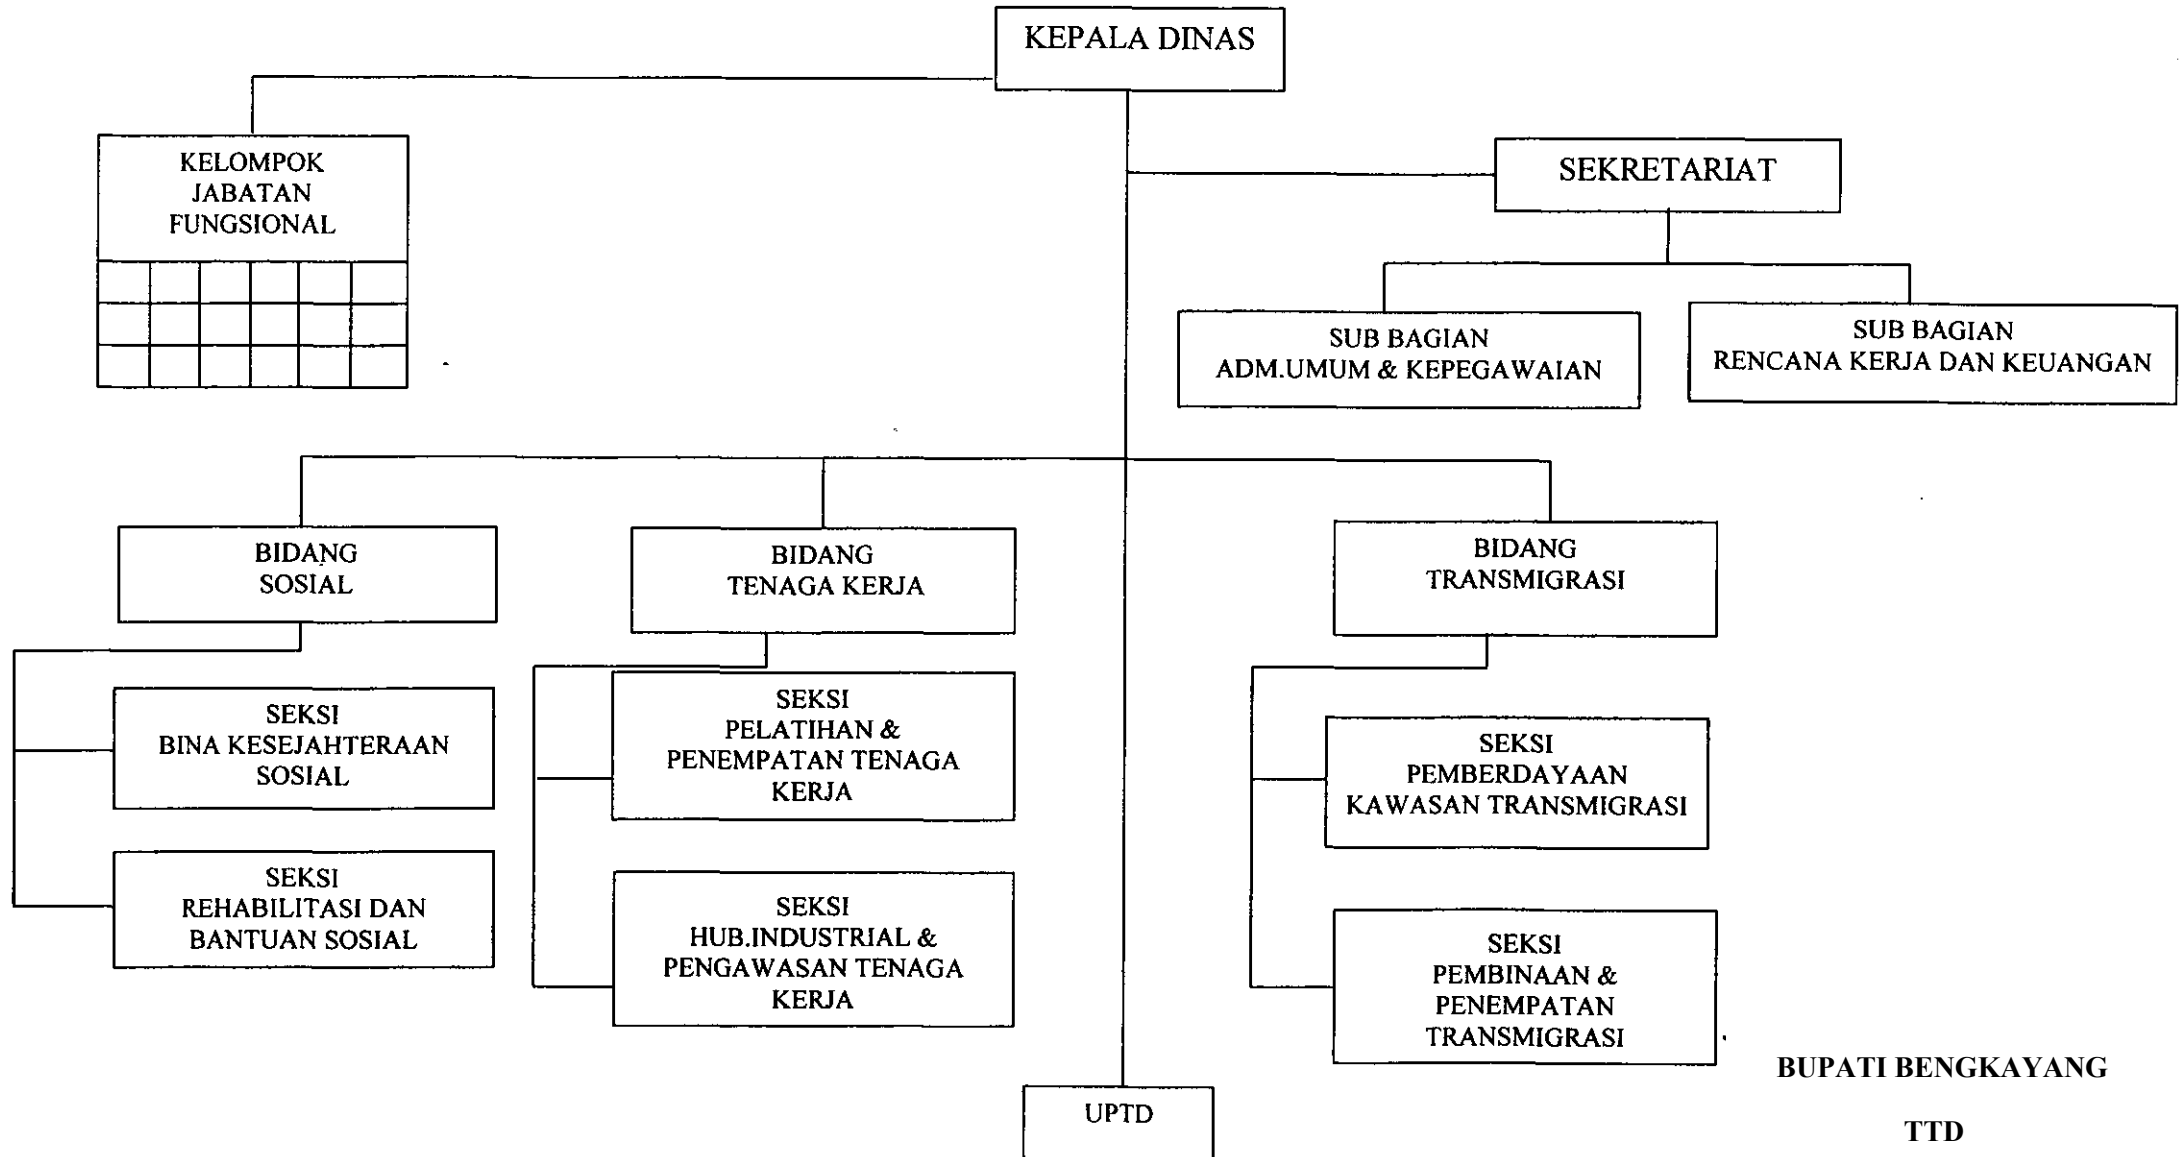 KEPALA DINAS
KELOMPOK
JABATAN
FUNGSIONAL
SEKRETARIAT
SUB BAGIAN
ADM.UMUM & KEPEGAWAIAN
SUB BAGIAN
RENCANA KERJA DAN KEUANGAN
BIDANG
SOSIAL
BIDANG
TENAGA KERJA
BIDANG
TRANSMIGRASI
SEKSI
BINA KESEJAHTERAAN
SOSIAL
SEKSI
PELATIHAN &
PENEMPATAN TENAGA
KERJA
SEKSI
PEMBERDAYAAN
KAWASAN TRANSMIGRASI
SEKSI
REHABILITASI DAN
BANTUAN SOSIAL
SEKSI
HUB.INDUSTRIAL &
PENGAWASAN TENAGA
KERJA
SEKSI
PEMBINAAN &
PENEMPATAN
TRANSMIGRASI
UPTD
BUPATI BENGKAYANG
TTD